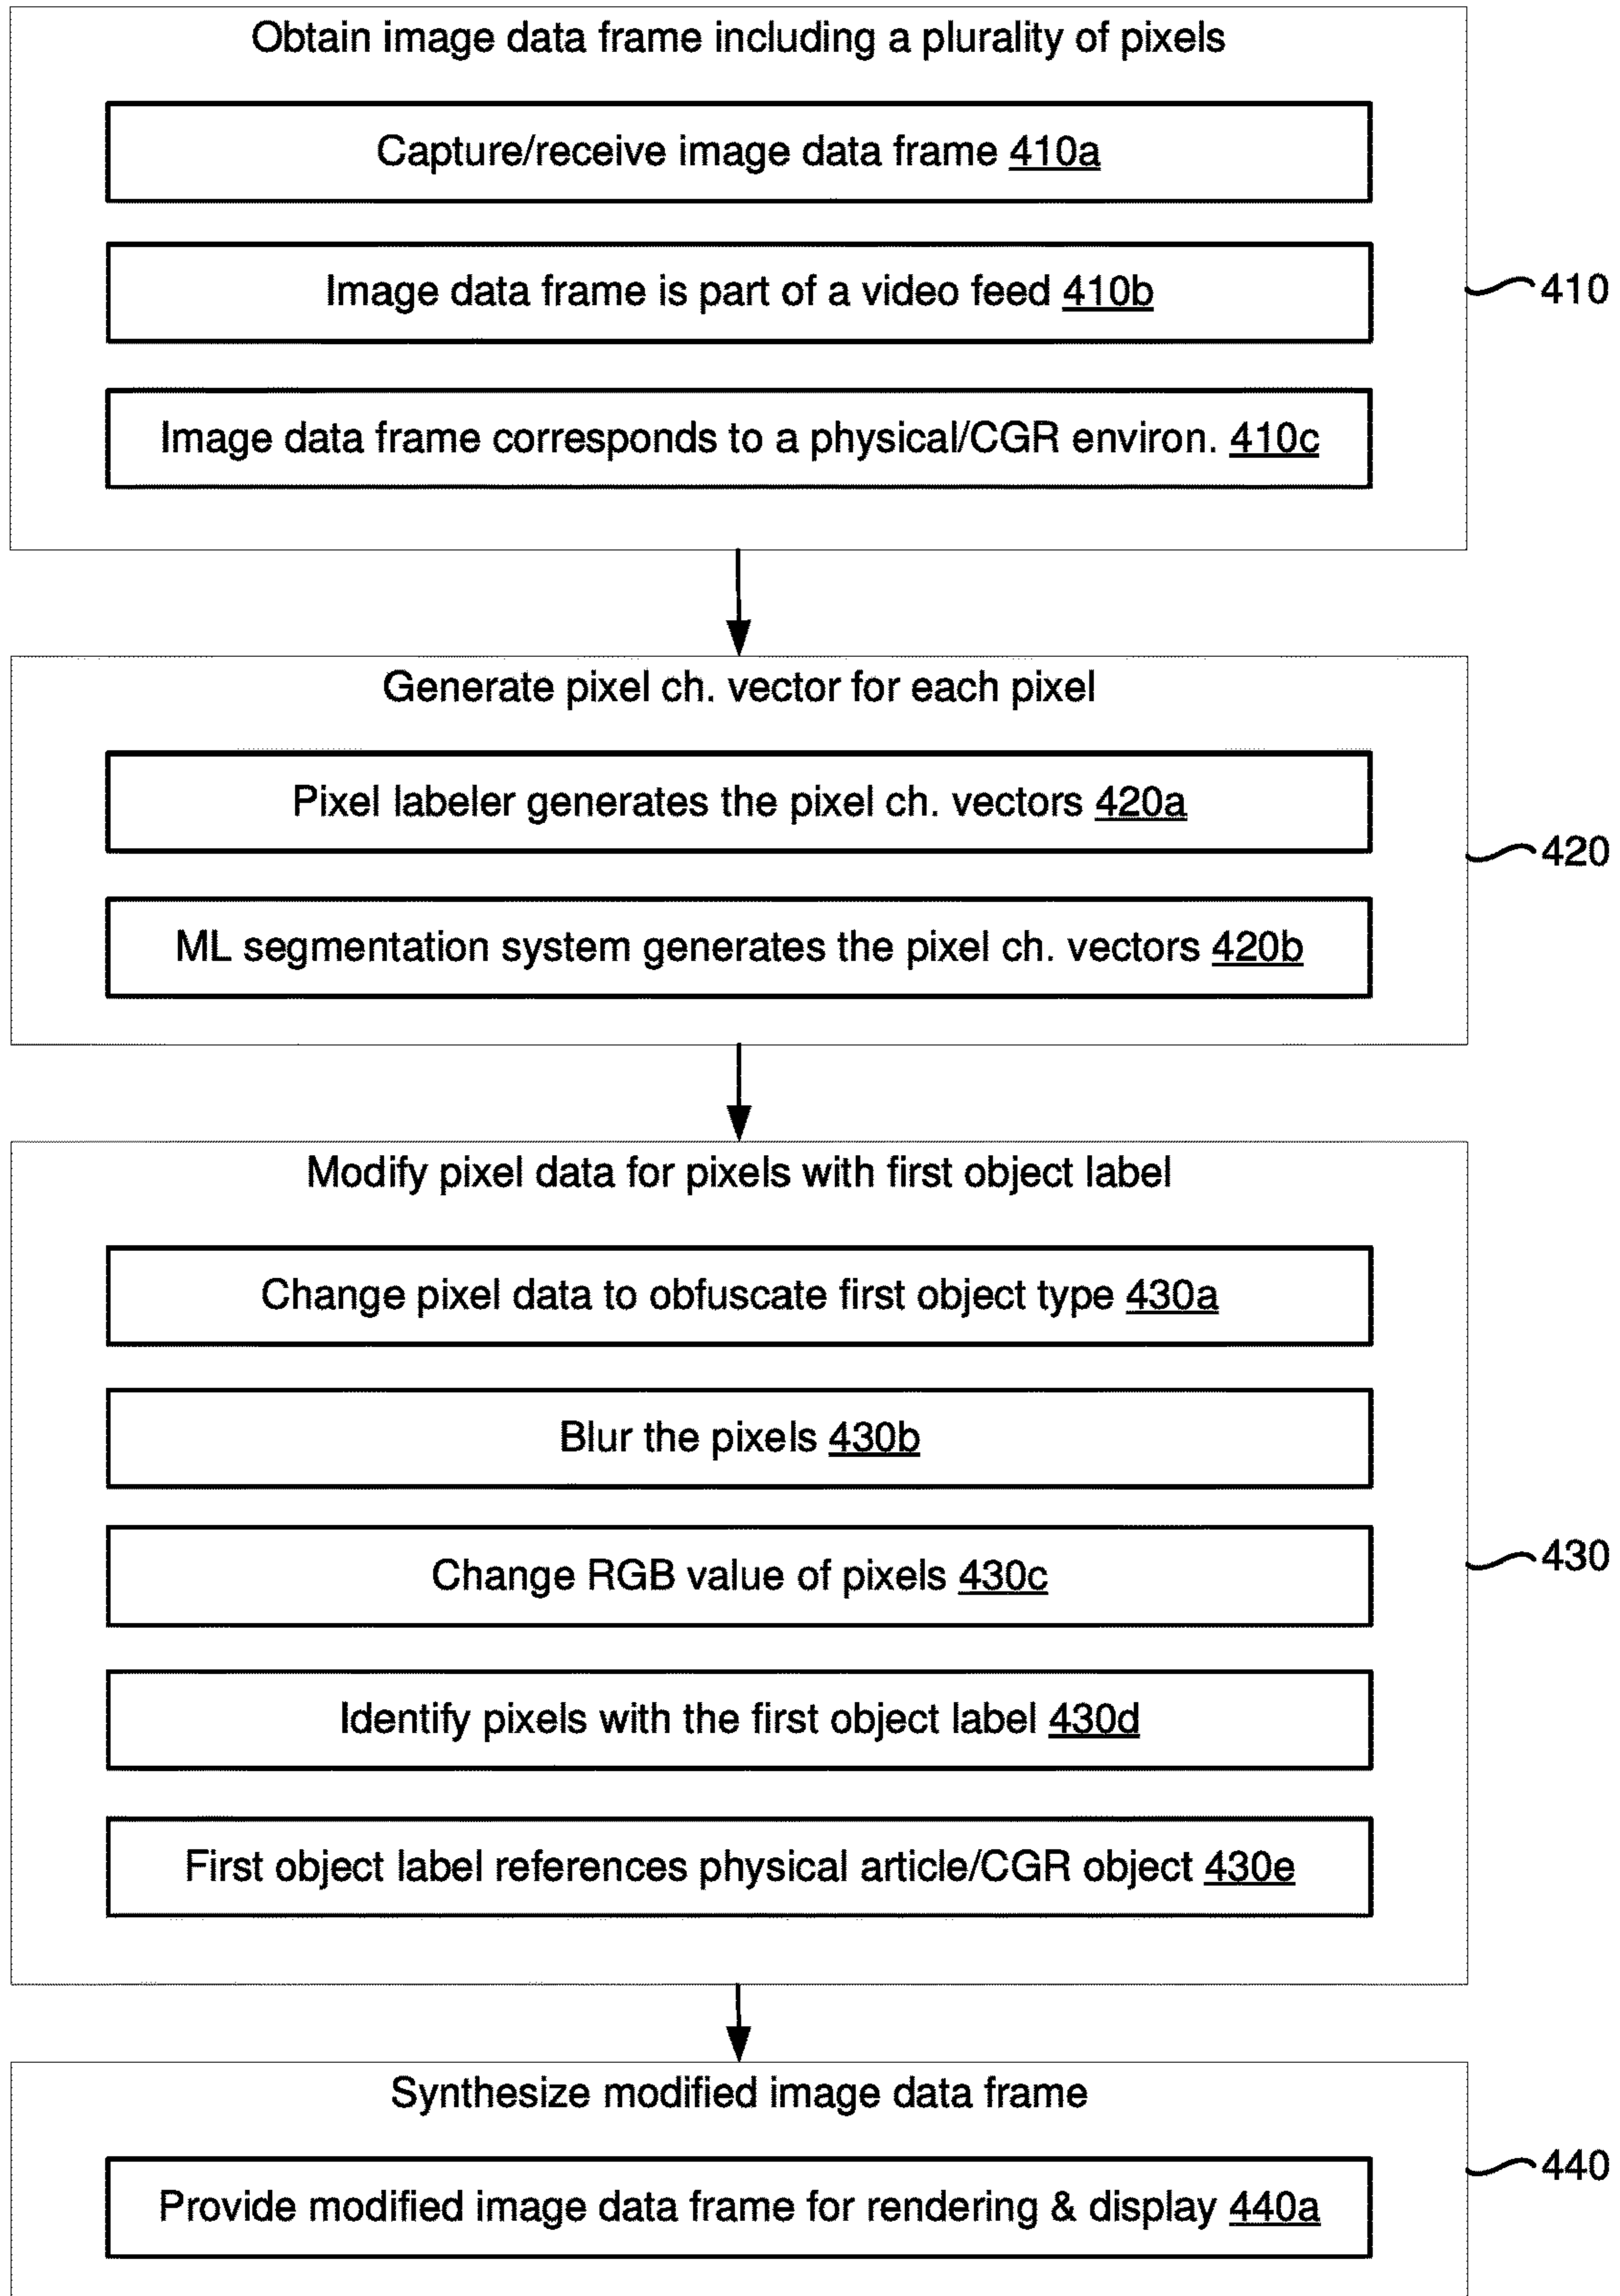 Obtain image data frame including a plurality of pixels
Capture/receive image data frame 410a
Image data frame is part of a video feed 410b
410
Image data frame corresponds to a physical/CGR environ. 410c
Generate pixel ch. vector for each pixel
Pixel labeler generates the pixel ch. vectors 420a
420
ML segmentation system generates the pixel ch. vectors 420b
Modify pixel data for pixels with first object label
Change pixel data to obfuscate first object type 430a
Blur the pixels 430b
Change RGB value of pixels 430c
430
Identify pixels with the first object label 430d
First object label references physical article/CGR object 430e
Synthesize modified image data frame
440
Provide modified image data frame for rendering & display 440a